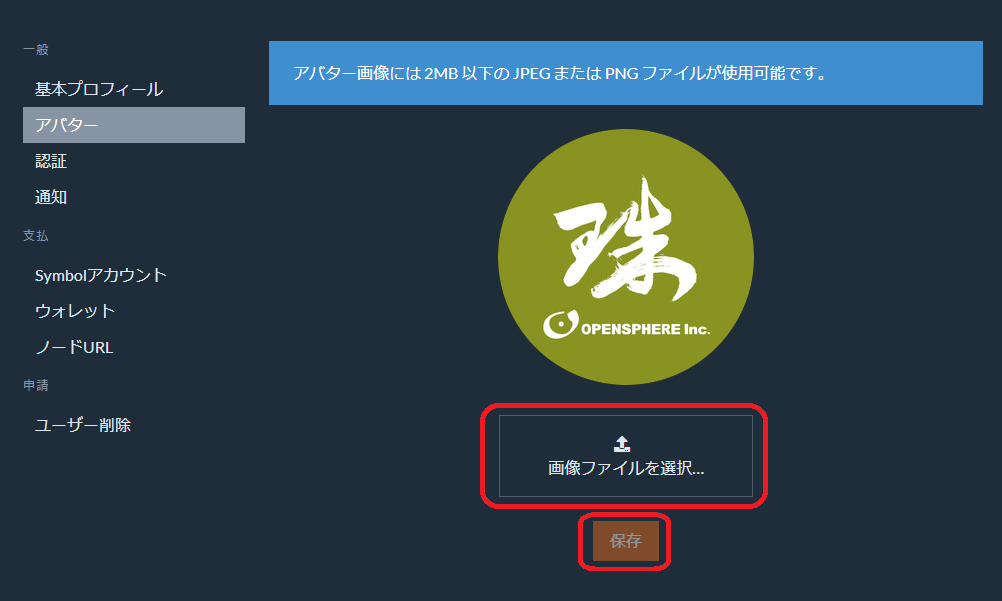 一般
基本プロフィール
アバター
認証
通知
支払
Symbolアカウント
ウォレット
ノードURL
申請
ユーザー削除
アバター画像には 2MB 以下の JPEG または PNG ファイルが使用可能です。
珠
OPENSPHERE Inc.
画像ファイルを選択...
保存